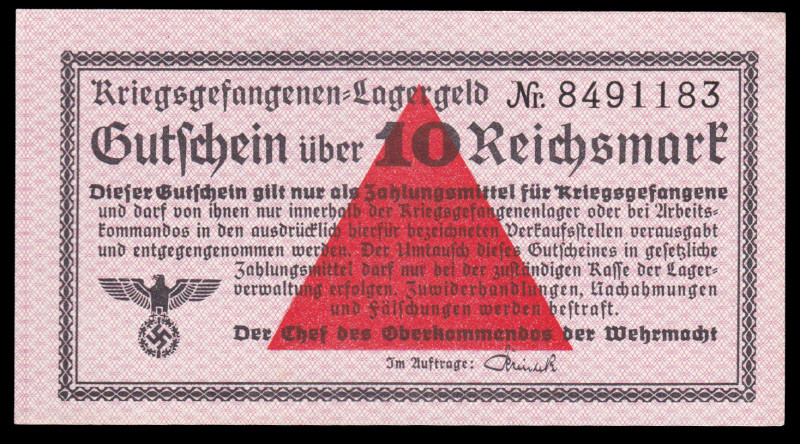 Kriegsgefangenen-Lagergeld Nr. 8491183
Gutschein über 10 Reichsmark
Dieser Gutschein gilt nur als Zahlungsmittel für Kriegsgefangene
und darf von ihnen nur innerhalb der Kriegsgefangenenlager oder bei Arbeits-
kommandos in den ausdrücklich hierfür bezeichneten Verkaufsstellen verausgabt
und entgegengenommen werden. Der Umtausch dieses Gutscheines in gesetzliche
Zahlungsmittel darf nur bei der zuständigen Kasse der Lager-
verwaltung erfolgen. Zuwiderhandlungen, Nachahmungen
und Fälschungen werden bestraft.
Der Chef des Oberkommandos der Wehrmacht
Im Auftrage: